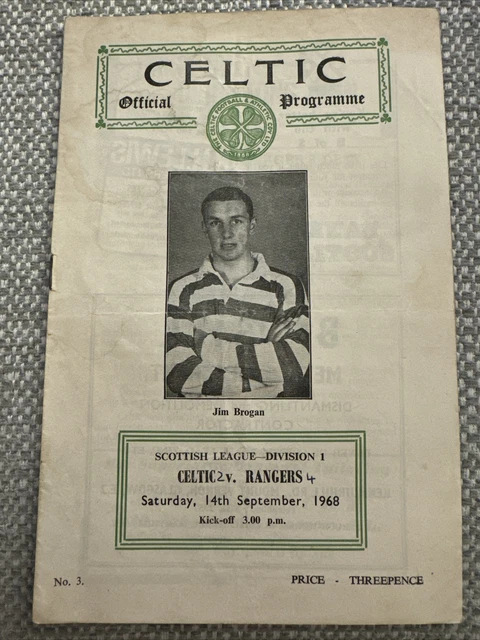 CELTIC
Official Programme
THE CELTIC FOOTBALL & ATHLETIC COY. LTD.
1888
Jim Brogan
SCOTTISH LEAGUE—DIVISION 1
CELTIC 2 v. RANGERS 4
Saturday, 14th September, 1968
Kick-off 3.00 p.m.
No. 3.
PRICE - THREEPENCE